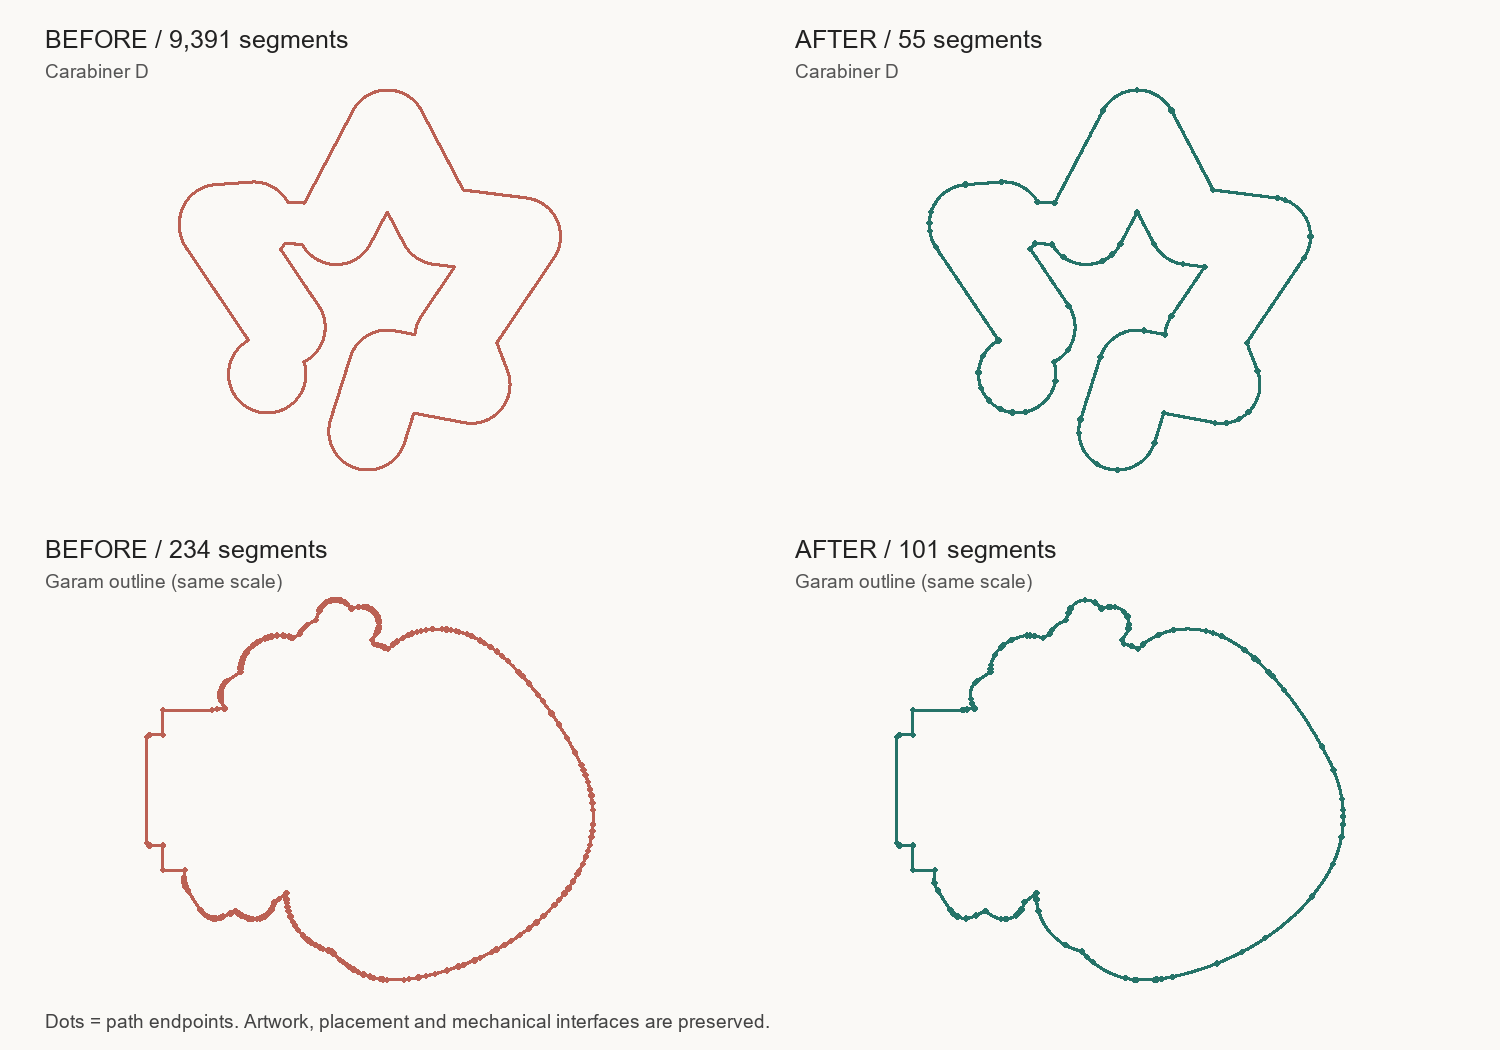 BEFORE / 9,391 segments
Carabiner D
AFTER / 55 segments
Carabiner D
BEFORE / 234 segments
Garam outline (same scale)
AFTER / 101 segments
Garam outline (same scale)
Dots = path endpoints. Artwork, placement and mechanical interfaces are preserved.